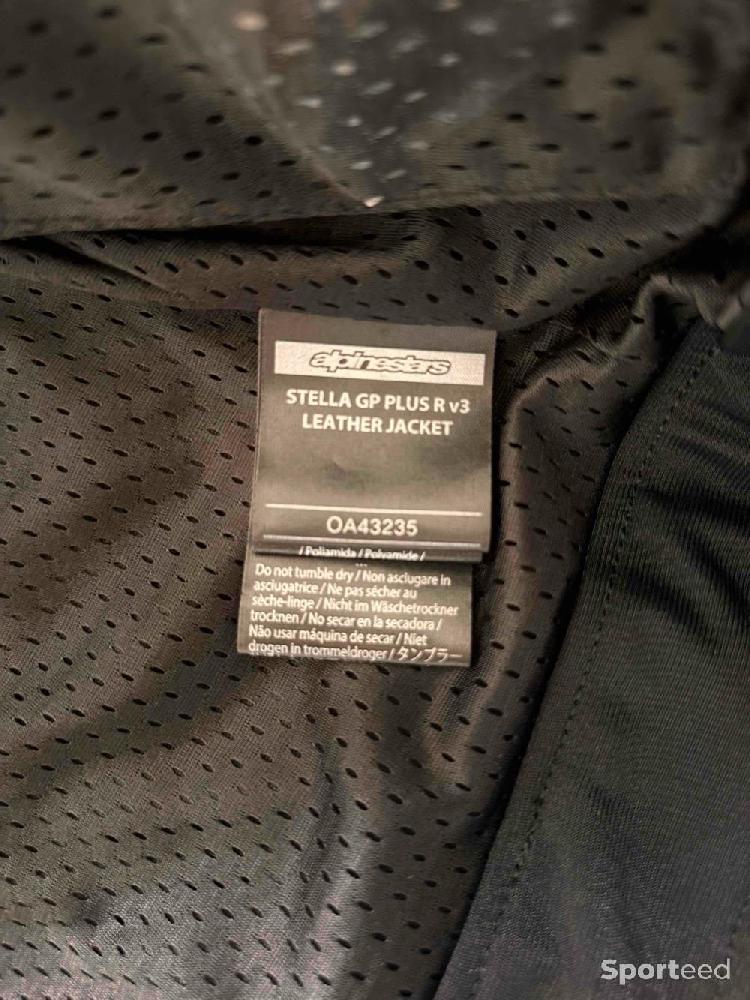 alpinestars
STELLA GP PLUS R v3
LEATHER JACKET
OA43235
/ Poliamida / Polyamide /
Do not tumble dry / Non asciugare in
asciugatrice / Ne pas sécher au
sèche-linge / Nicht im Wäschetrockner
trocknen / No secar en la secadora /
Não usar máquina de secar / Niet
drogen in trommeldroger / タンブラー
Sporteed